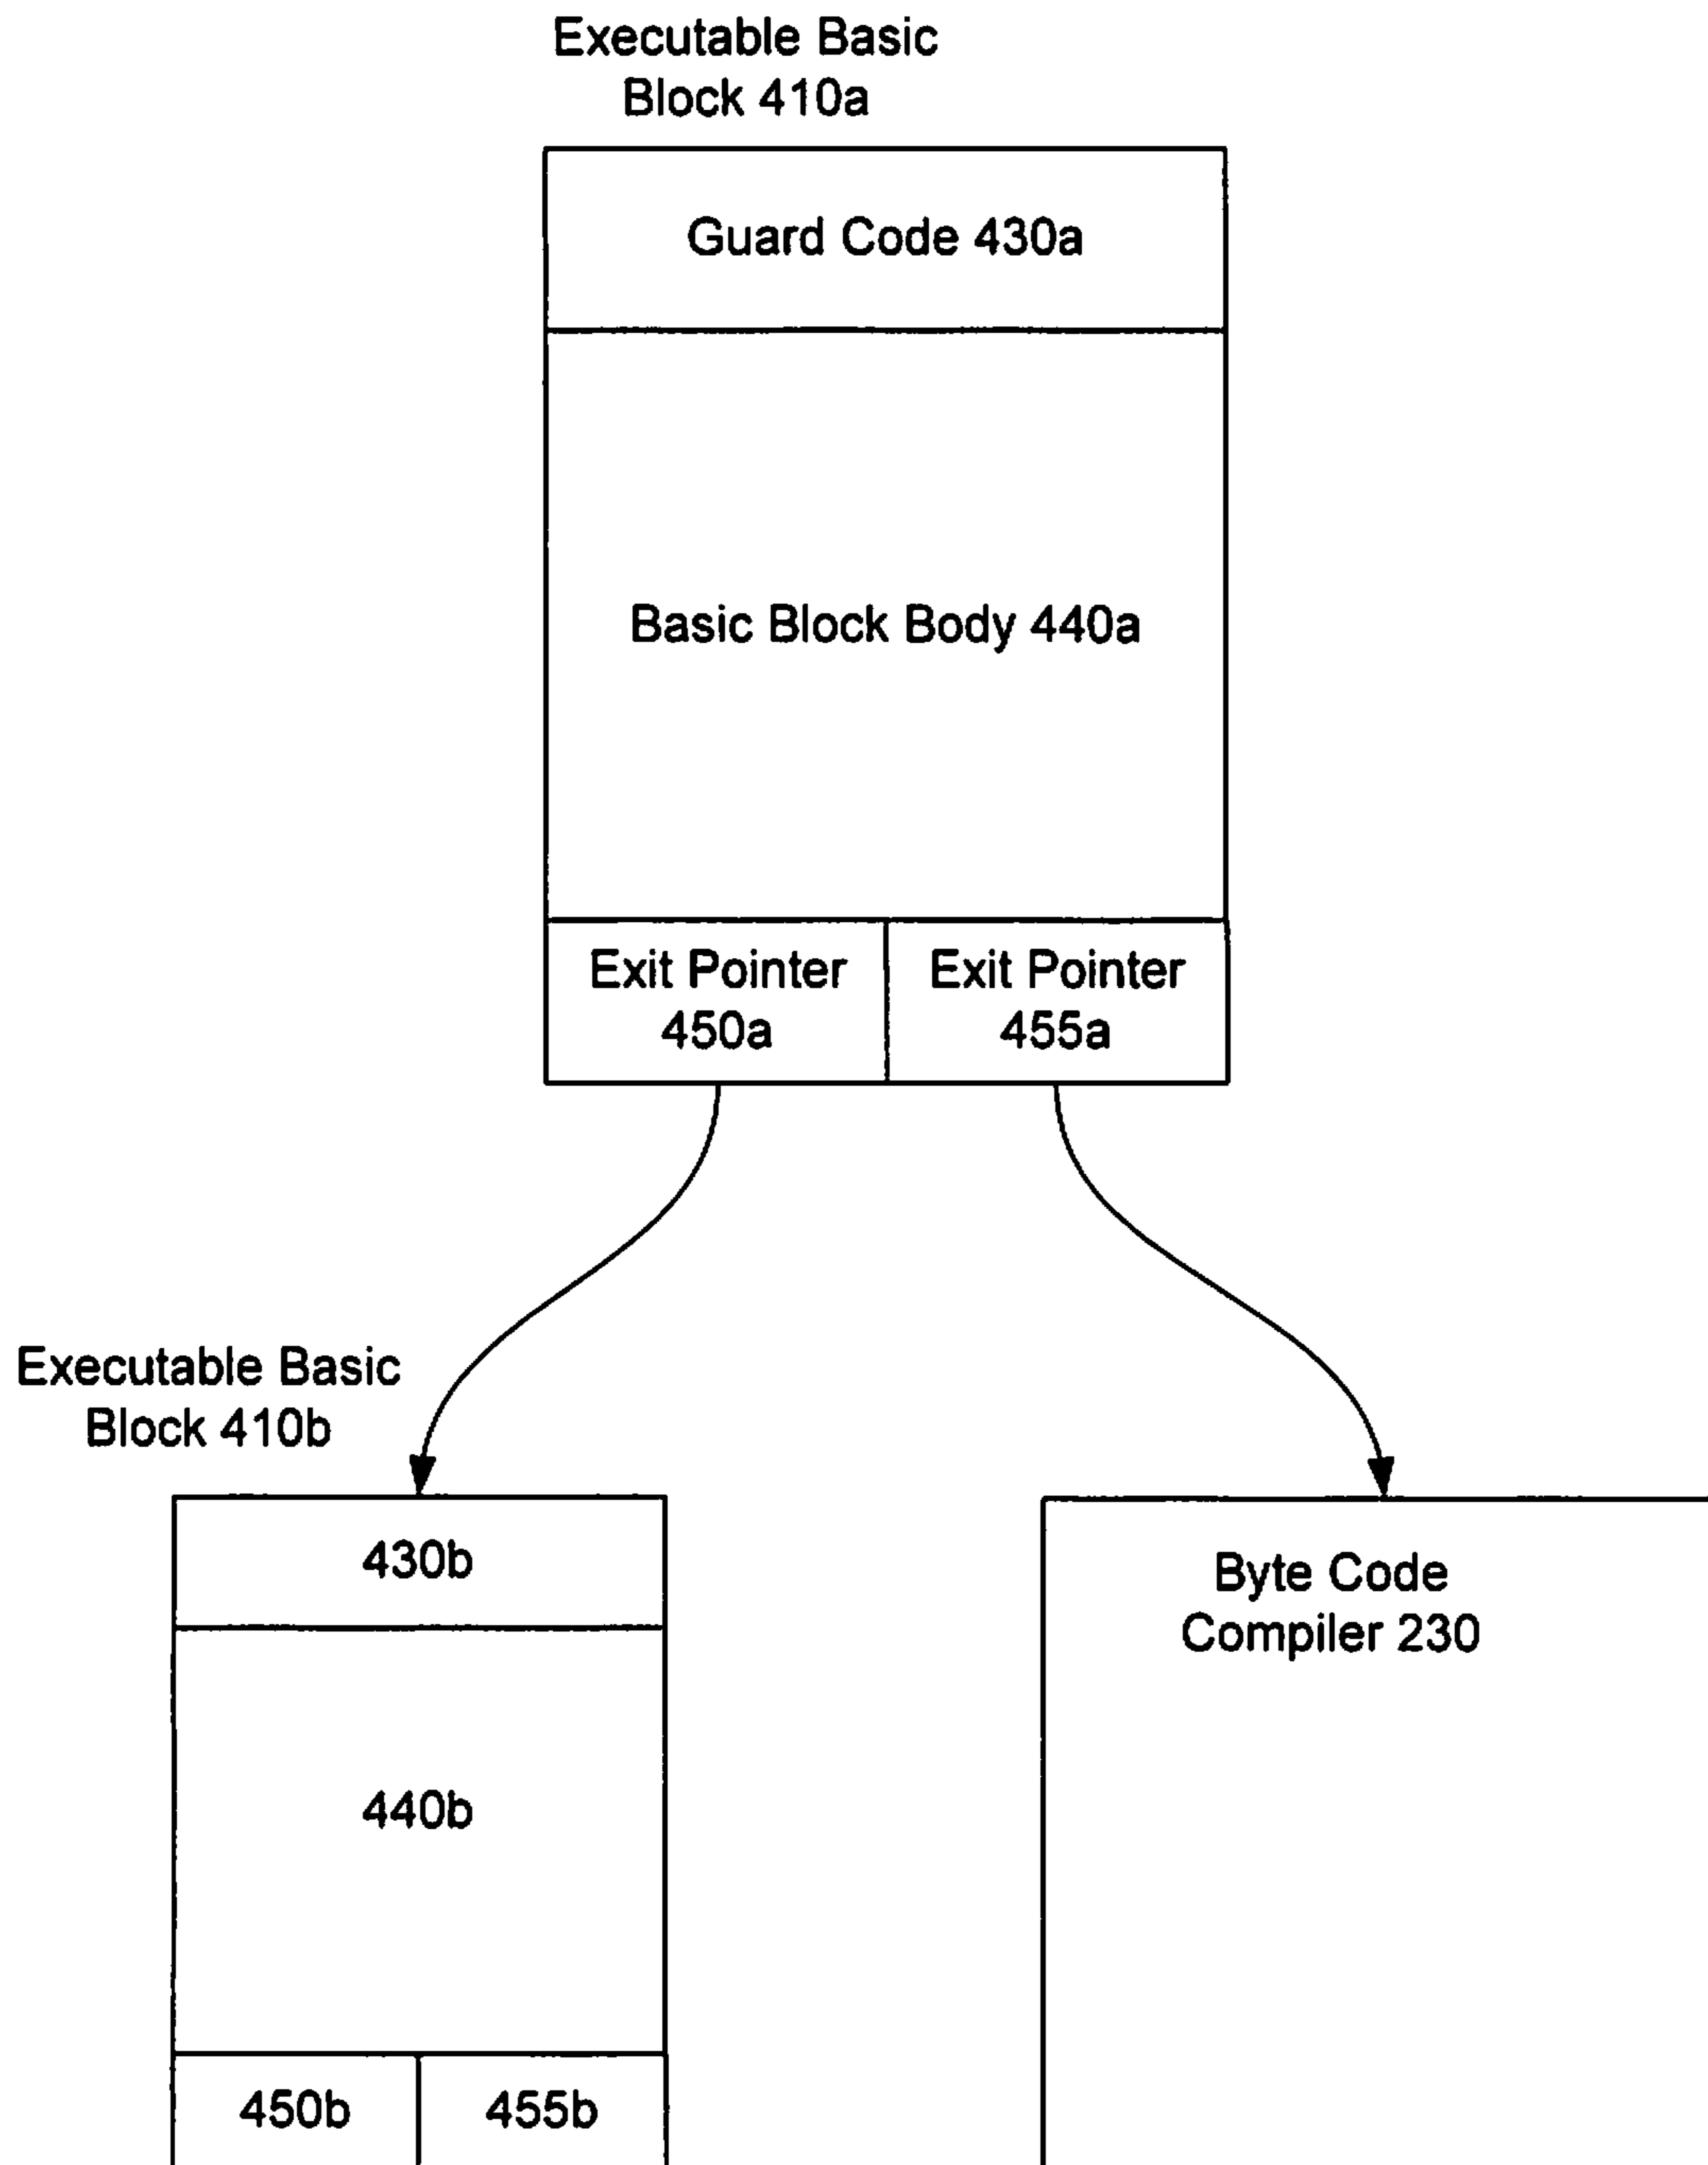 Executable Basic
Block 410a
Guard Code 430a
Basic Block Body 440a
Exit Pointer
450a
Exit Pointer
455a
Executable Basic
Block 410b
430b
440b
450b
455b
Byte Code
Compiler 230